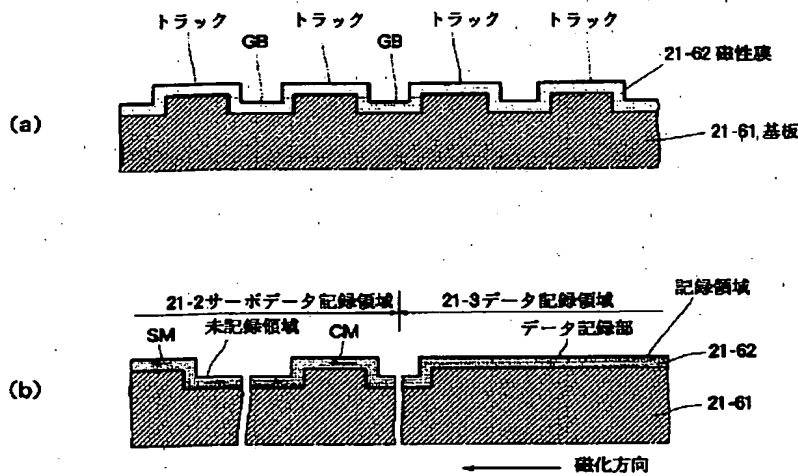 トラック GB トラック GB トラック トラック
21-62 磁性膜
(a)
21-61, 基板
21-2 サーボデータ記録領域 21-3 データ記録領域 記録領域
SM 未記録領域 CM データ記録部
21-62
(b)
21-61
磁化方向